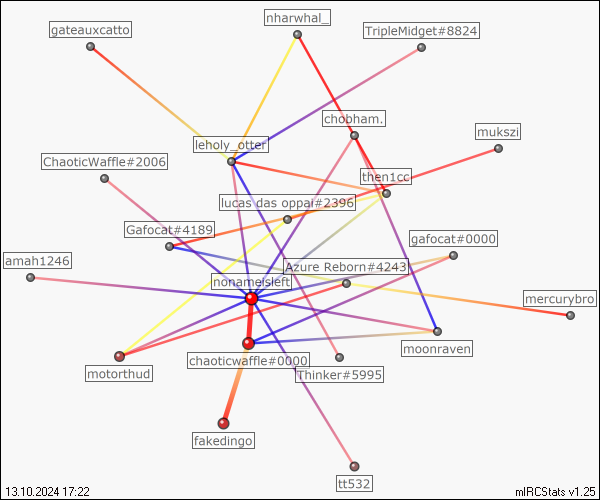 nharwhal_
gateauxcatto
TripleMidget#8824
chobham.
mukszi
leholy_otter
ChaoticWaffle#2006
then1cc
lucas das oppai#2396
Gafocat#4189
gafocat#0000
amah1246
Azure Reborn#4243
nonameisleft
mercurybro
moonraven
chaoticwaffle#0000
motorthud
Thinker#5995
fakedingo
tt532
13.10.2024 17:22
mIRCStats v1.25